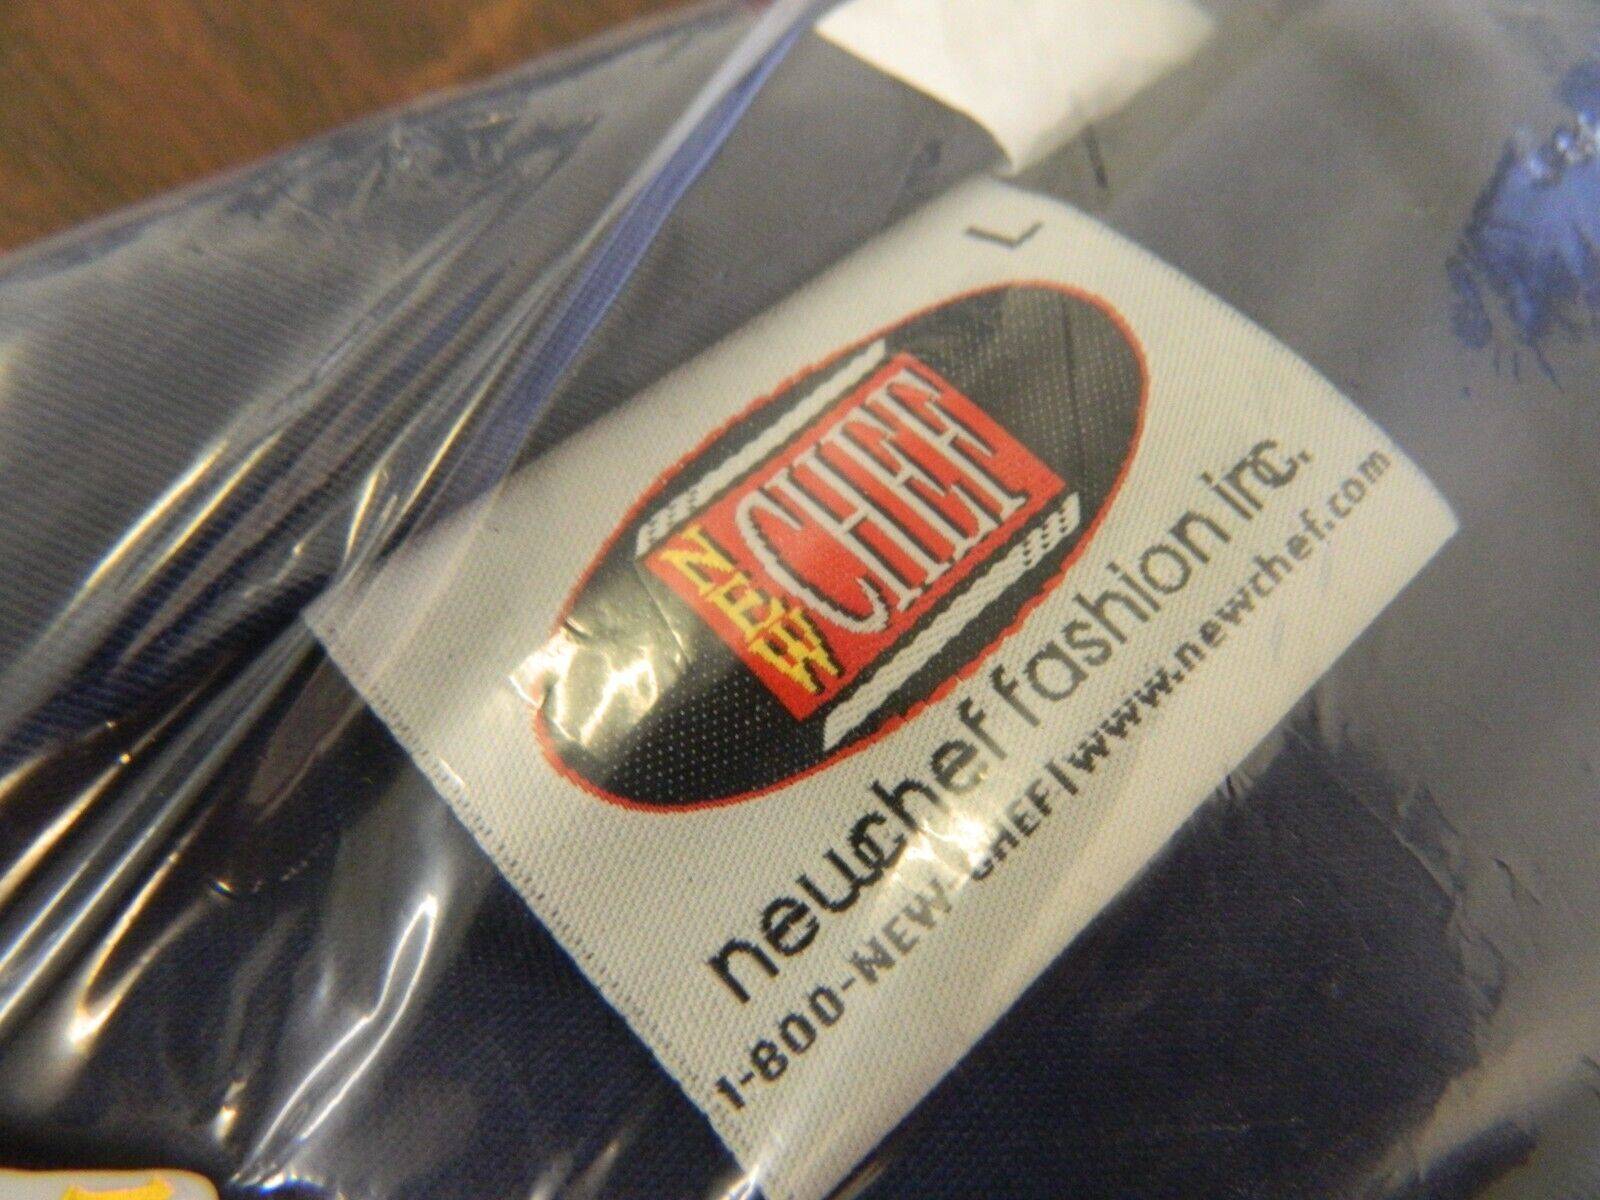 L
NEW CHEF
newchef fashion inc.
1-800-NEW-CHEF|www.newchef.com